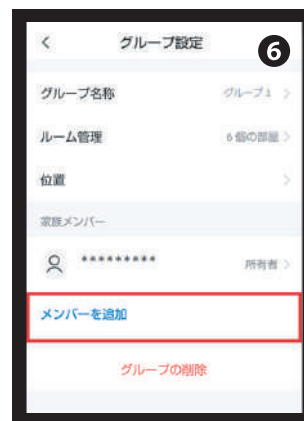 < グループ設定
❻
グループ名称 グループ1 >
ルーム管理 6個の部屋 >
位置 >
家族メンバー
********* 所有者 >
メンバーを追加
グループの削除